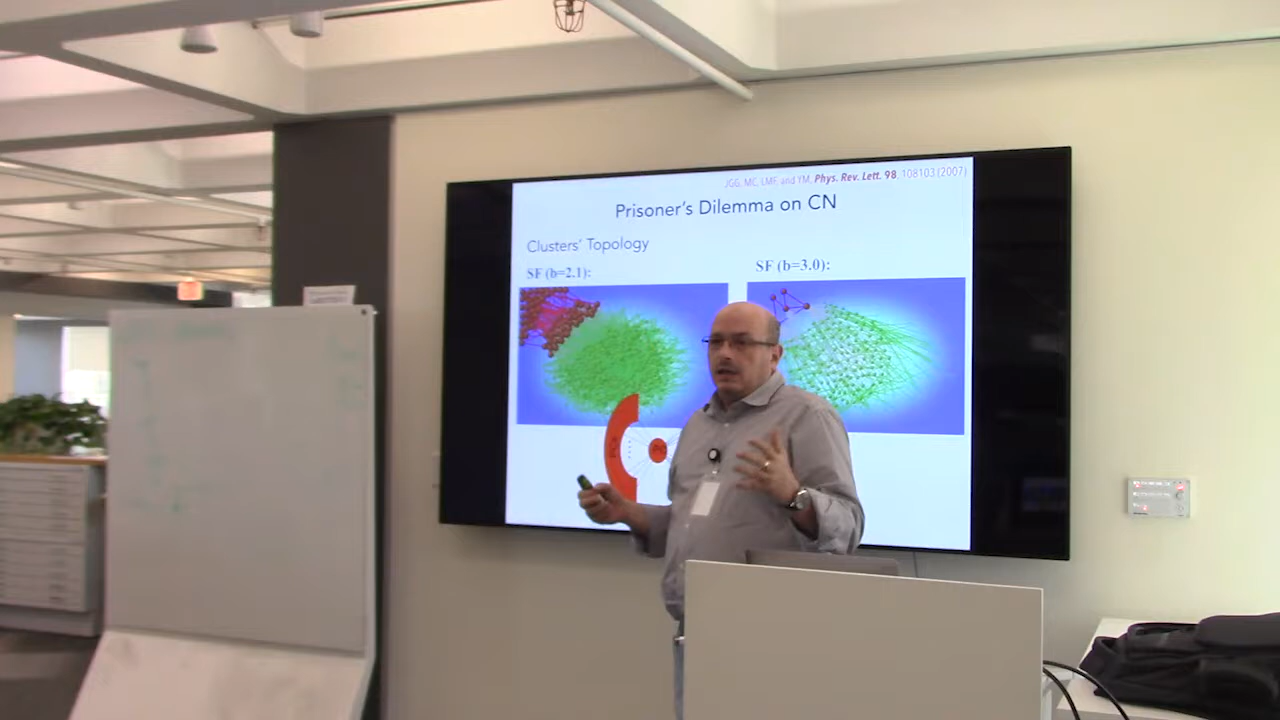 JGG, MC, LMF, and YM, Phys. Rev. Lett. 98, 108103 (2007)
Prisoner's Dilemma on CN
Clusters' Topology
SF (b=2.1):
SF (b=3.0):